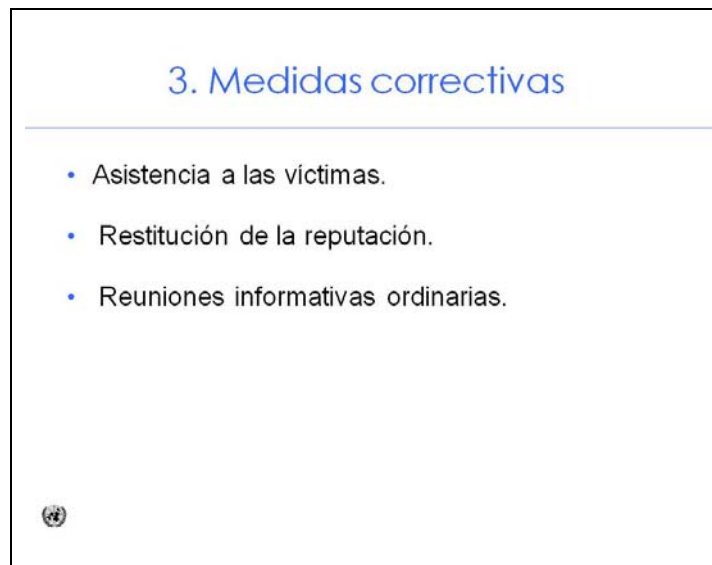 3. Medidas correctivas
• Asistencia a las víctimas.
• Restitución de la reputación.
• Reuniones informativas ordinarias.